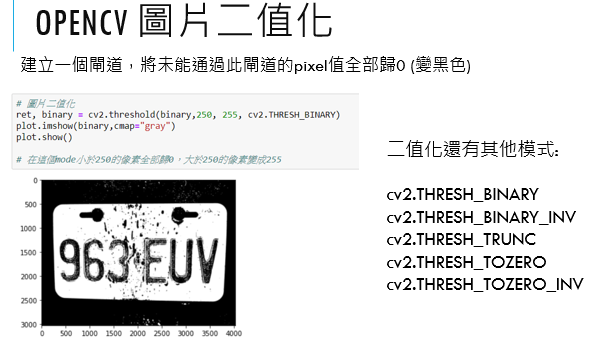 OPENCV 圖片二值化
建立一個閘道，將未能通過此閘道的pixel值全部歸0 (變黑色)
# 圖片二值化
ret, binary = cv2.threshold(binary,250, 255, cv2.THRESH_BINARY)
plot.imshow(binary,cmap="gray")
plot.show()
# 在這個mode小於250的像素全部歸0，大於250的像素變成255
二值化還有其他模式:
cv2.THRESH_BINARY
cv2.THRESH_BINARY_INV
cv2.THRESH_TRUNC
cv2.THRESH_TOZERO
cv2.THRESH_TOZERO_INV
0
500
1000
1500
2000
2500
3000
963 EUV
0 500 1000 1500 2000 2500 3000 3500 4000